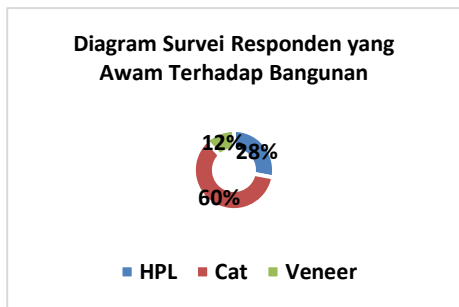 Diagram Survei Responden yang
Awam Terhadap Bangunan
12%
28%
60%
HPL Cat Veneer